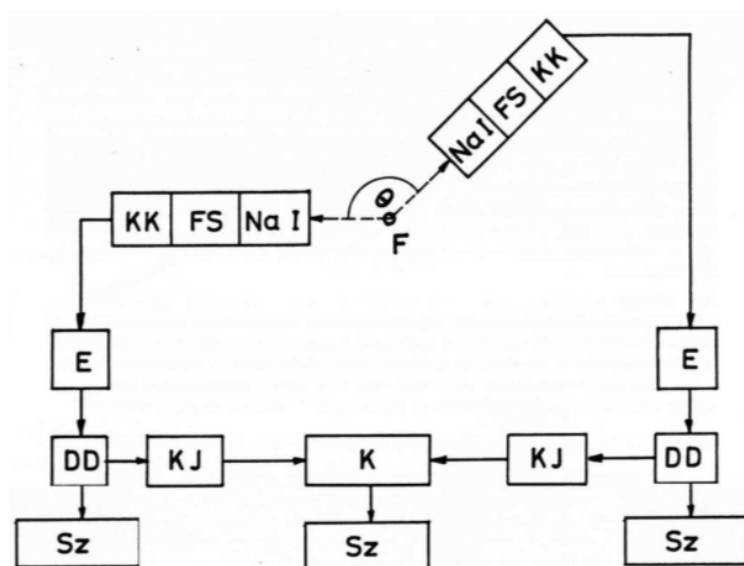 NaI FS KK
θ
KK FS NaI
F
E E
DD KJ K KJ DD
Sz Sz Sz